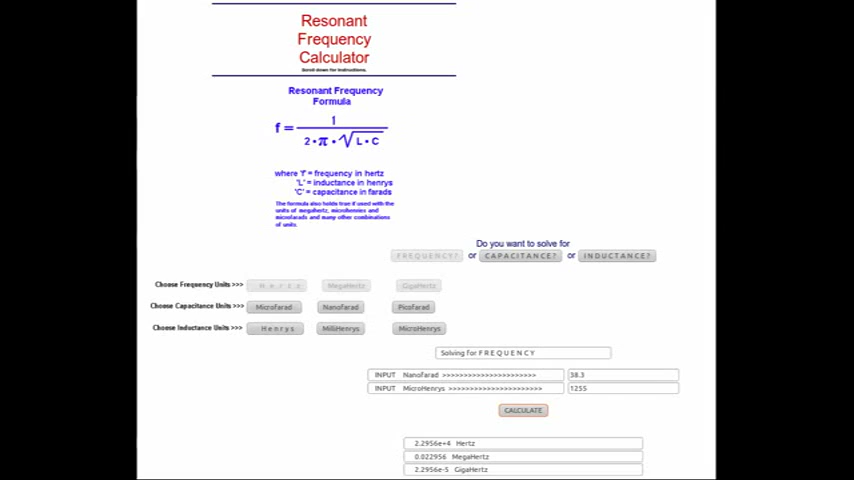 Resonant
Frequency
Calculator
Scroll down for instructions.
Resonant Frequency
Formula
f = 1 / 2 • π • √ L • C
where 'f' = frequency in hertz
'L' = inductance in henrys
'C' = capacitance in farads
The formula also holds true if used with the
units of megahertz, microhenries and
microfarads and many other combinations
of units.
Do you want to solve for
FREQUENCY? or CAPACITANCE? or INDUCTANCE?
Choose Frequency Units >>> Hertz MegaHertz GigaHertz
Choose Capacitance Units >>> Microfarad Nanofarad Picofarad
Choose Inductance Units >>> Henrys MilliHenrys MicroHenrys
Solving for F R E Q U E N C Y
INPUT Nanofarad >>>>>>>>>>>>>>>>>>>>>> 38.3
INPUT MicroHenrys >>>>>>>>>>>>>>>>>>>>>> 1255
CALCULATE
2.2956e+4 Hertz
0.022956 MegaHertz
2.2956e-5 GigaHertz